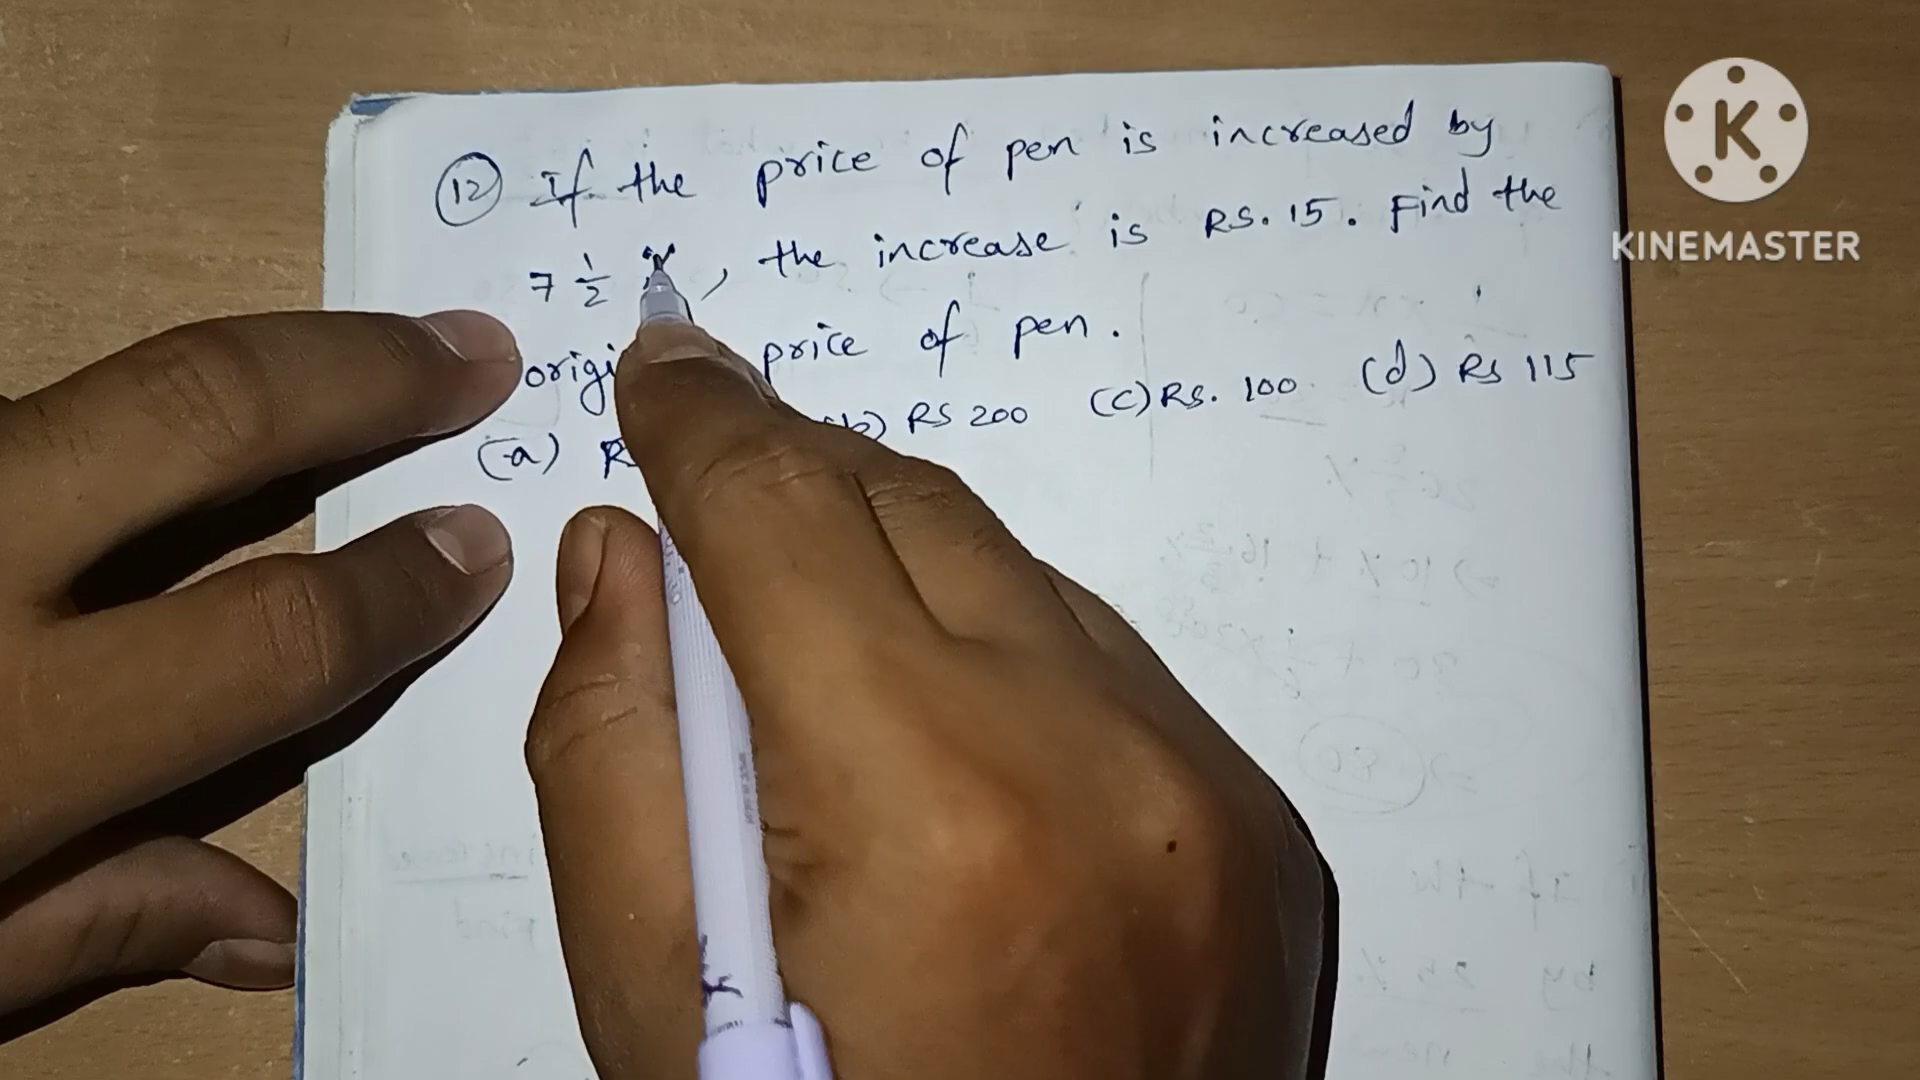 (12) If the price of pen is increased by
7 1/2 %, the increase is RS. 15. Find the
price of pen.
(a) (b) RS 200 (c) RS. 100 (d) RS 115
K
KINEMASTER